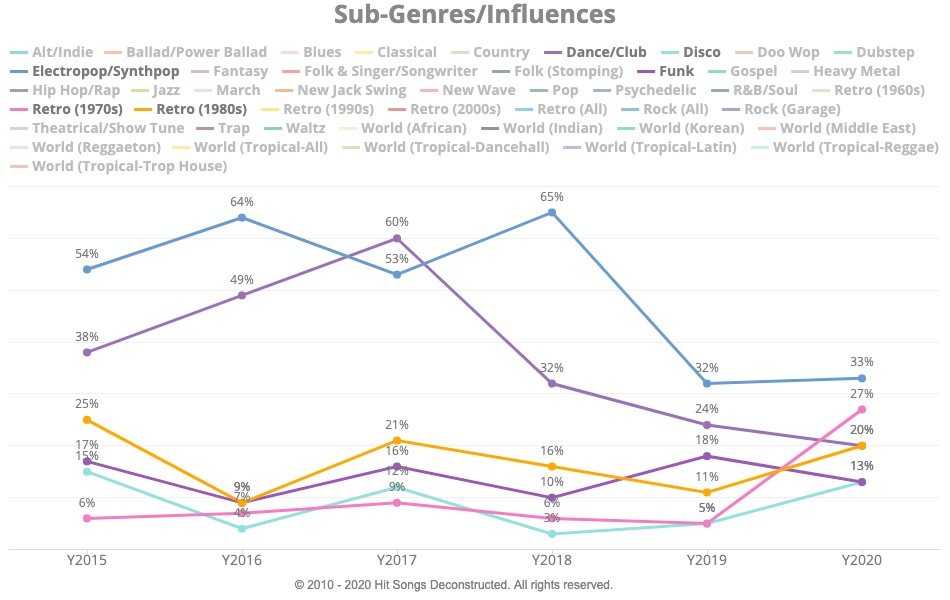 Sub-Genres/Influences
Alt/Indie Ballad/Power Ballad Blues Classical Country Dance/Club Disco Doo Wop Dubstep
Electropop/Synthpop Fantasy Folk & Singer/Songwriter Folk (Stomping) Funk Gospel Heavy Metal
Hip Hop/Rap Jazz March New Jack Swing New Wave Pop Psychedelic R&B/Soul Retro (1960s)
Retro (1970s) Retro (1980s) Retro (1990s) Retro (2000s) Retro (All) Rock (All) Rock (Garage)
Theatrical/Show Tune Trap Waltz World (African) World (Indian) World (Korean) World (Middle East)
World (Reggaeton) World (Tropical-All) World (Tropical-Dancehall) World (Tropical-Latin) World (Tropical-Reggae)
World (Tropical-Trop House)
65%
64%
60%
54%
53%
49%
38%
32% 32% 33%
27%
25% 24%
21% 20%
17% 18%
15% 16% 16%
12% 13%
9% 9% 10% 11%
7%
6% 6% 5%
4% 3%
Y2015 Y2016 Y2017 Y2018 Y2019 Y2020
© 2010 - 2020 Hit Songs Deconstructed. All rights reserved.